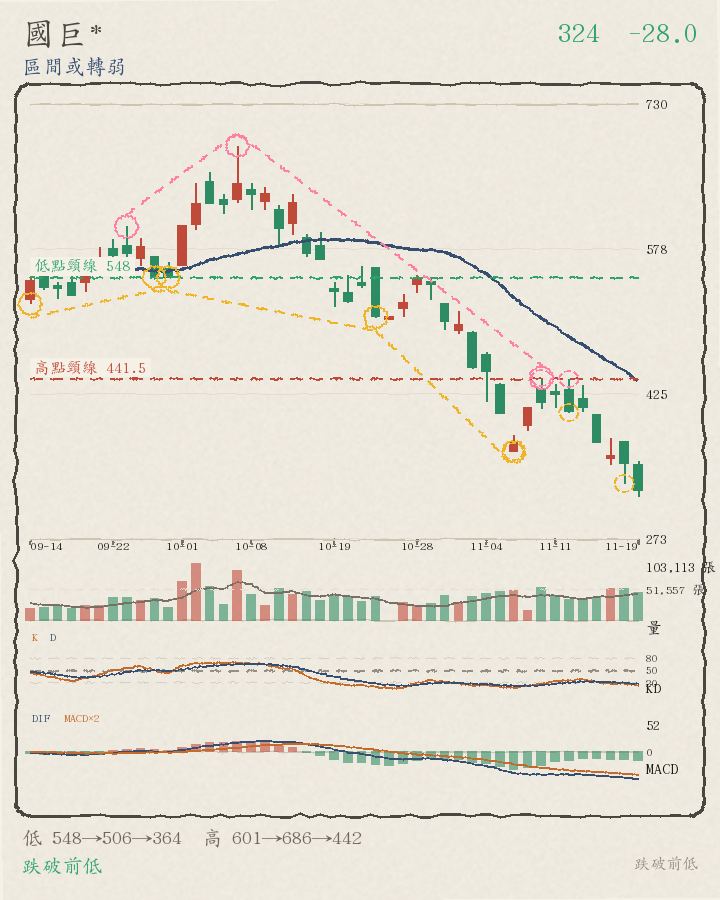 國巨* 324 -28.0
區間或轉弱
730
578
低點頸線 548
高點頸線 441.5
425
273
09-14 09-22 10-01 10-08 10-19 10-28 11-04 11-11 11-19
103,113 張
51,557 張
量
K D
80
50
20
KD
DIF MACD×2
52
0
MACD
低 548→506→364 高 601→686→442
跌破前低 跌破前低